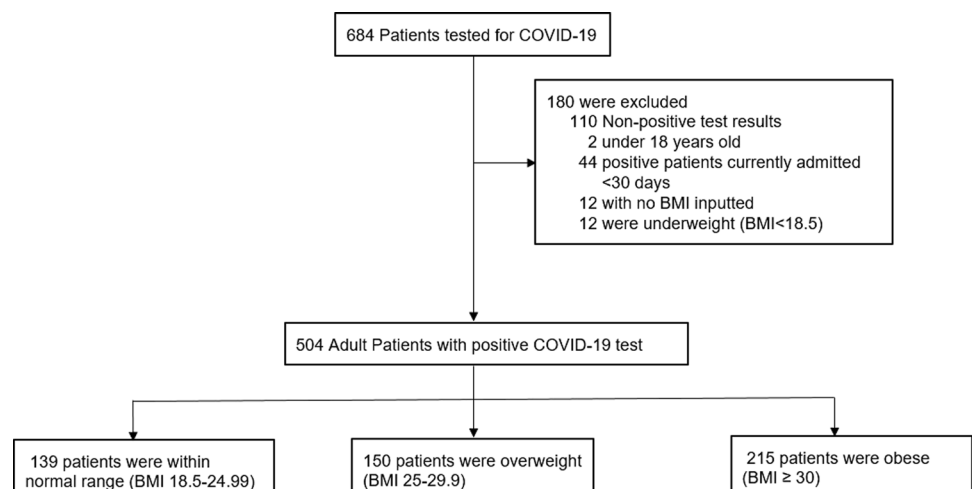 684 Patients tested for COVID-19
180 were excluded
110 Non-positive test results
2 under 18 years old
44 positive patients currently admitted
<30 days
12 with no BMI inputted
12 were underweight (BMI<18.5)
504 Adult Patients with positive COVID-19 test
139 patients were within
normal range (BMI 18.5-24.99)
150 patients were overweight
(BMI 25-29.9)
215 patients were obese
(BMI ≥ 30)